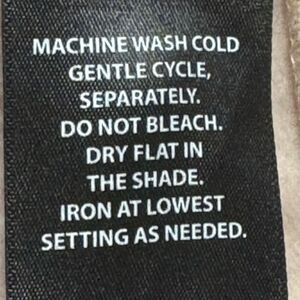 MACHINE WASH COLD
GENTLE CYCLE,
SEPARATELY.
DO NOT BLEACH.
DRY FLAT IN
THE SHADE.
IRON AT LOWEST
SETTING AS NEEDED.